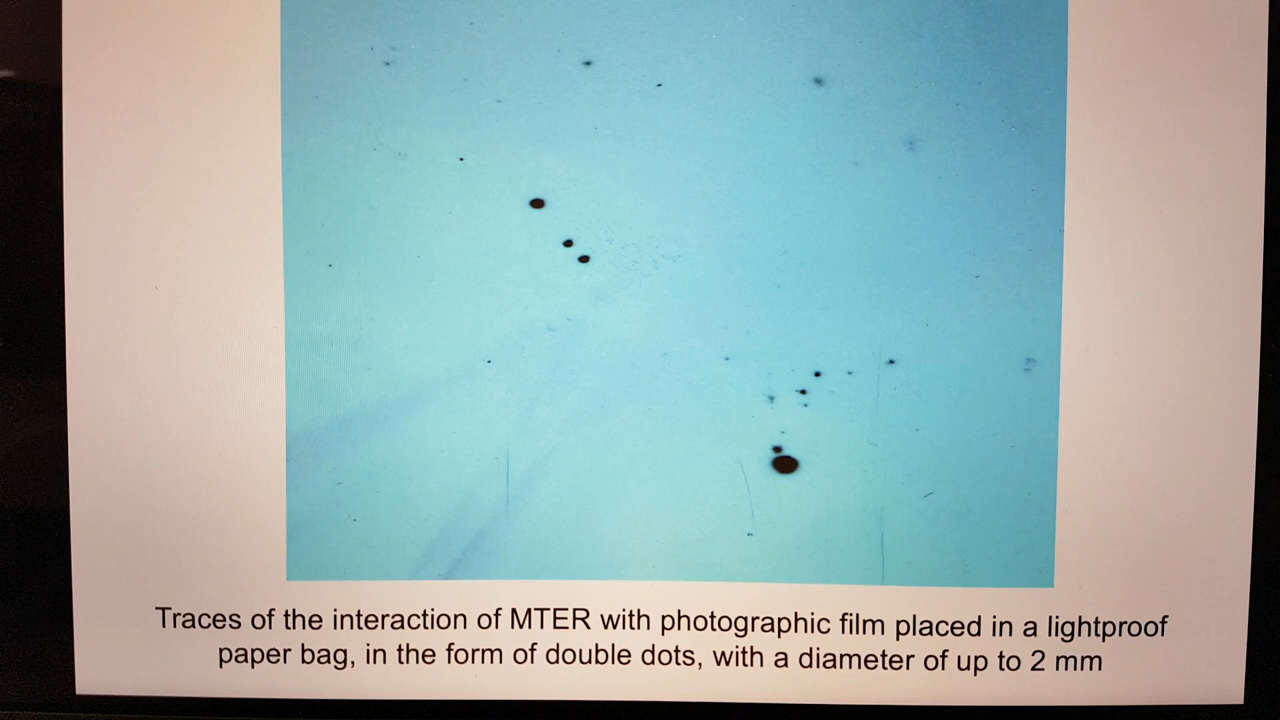 Traces of the interaction of MTER with photographic film placed in a lightproof
paper bag, in the form of double dots, with a diameter of up to 2 mm